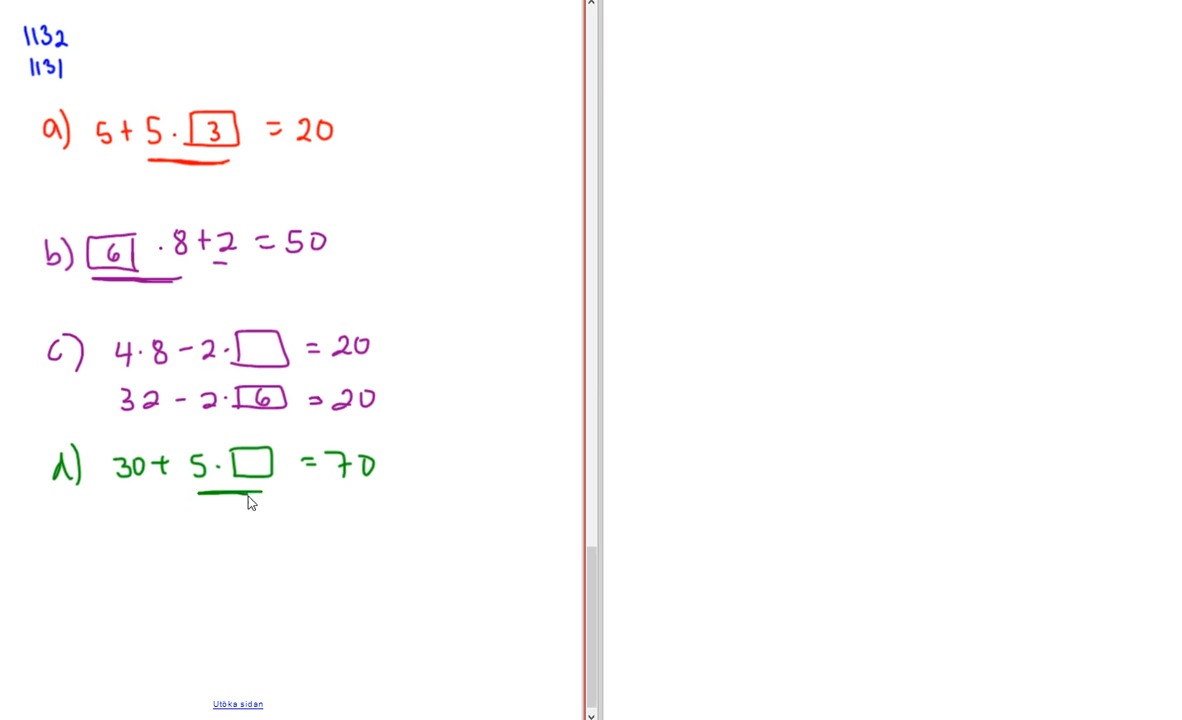 1132
1131
a) 5 + 5 · 3 = 20
b) 6 · 8 + 2 = 50
c) 4 · 8 - 2 · □ = 20
32 - 2 · 6 = 20
d) 30 + 5 · □ = 70
Utöka sidan